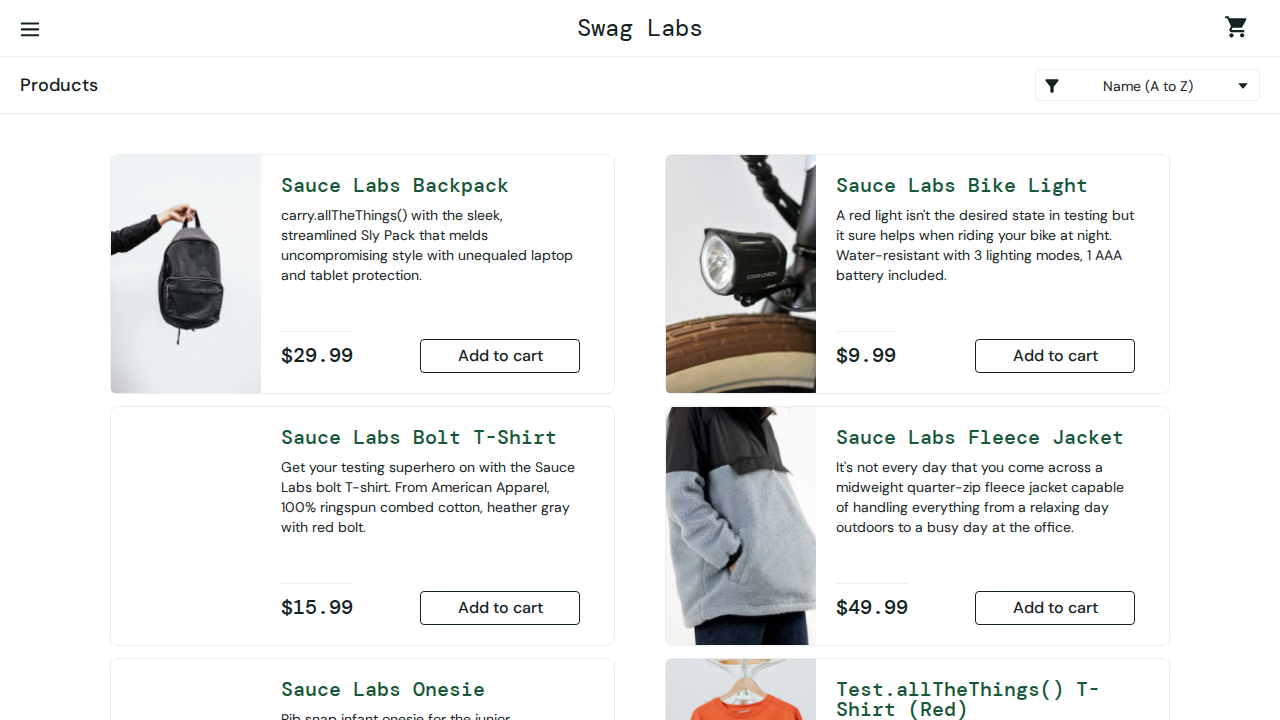 Swag Labs
Products
Name (A to Z)
Sauce Labs Backpack
carry.allTheThings() with the sleek,
streamlined Sly Pack that melds
uncompromising style with unequaled laptop
and tablet protection.
$29.99
Add to cart
Sauce Labs Bike Light
A red light isn't the desired state in testing but
it sure helps when riding your bike at night.
Water-resistant with 3 lighting modes, 1 AAA
battery included.
$9.99
Add to cart
Sauce Labs Bolt T-Shirt
Get your testing superhero on with the Sauce
Labs bolt T-shirt. From American Apparel,
100% ringspun combed cotton, heather gray
with red bolt.
$15.99
Add to cart
Sauce Labs Fleece Jacket
It's not every day that you come across a
midweight quarter-zip fleece jacket capable
of handling everything from a relaxing day
outdoors to a busy day at the office.
$49.99
Add to cart
Sauce Labs Onesie
Rib snap infant onesie for the junior
Test.allTheThings() T-
Shirt (Red)